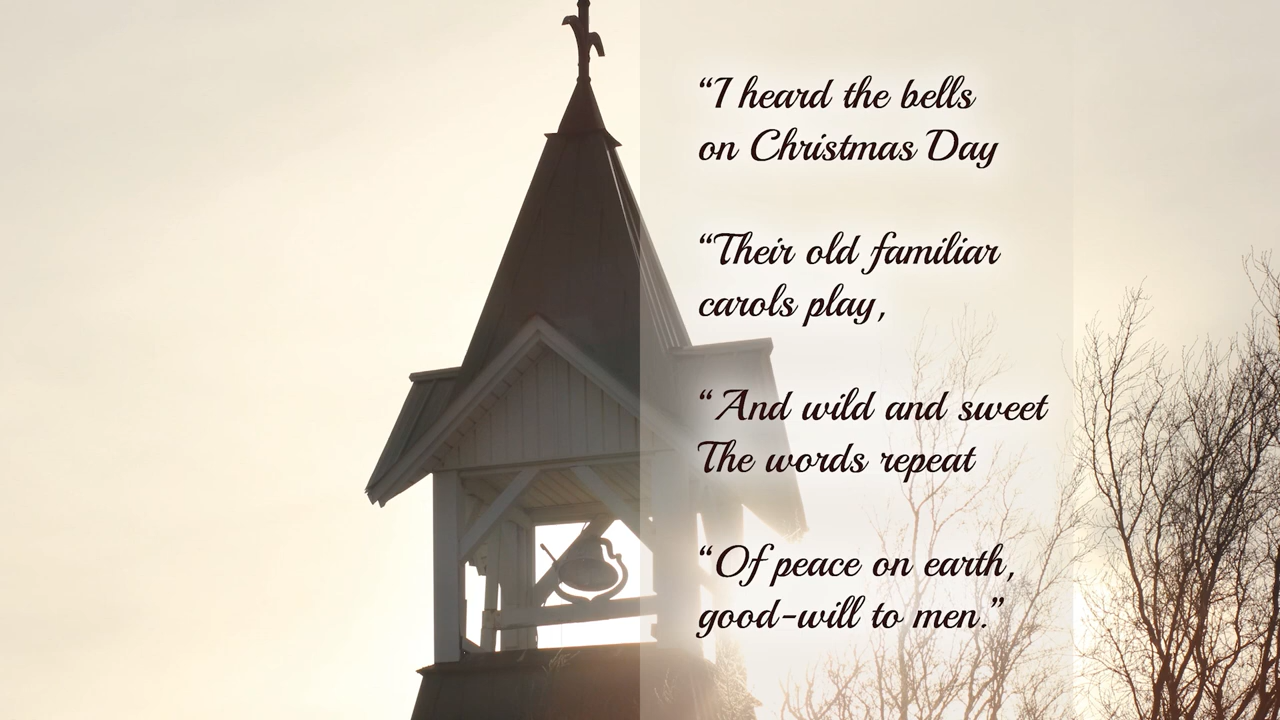 “I heard the bells
on Christmas Day
“Their old familiar
carols play,
“And wild and sweet
The words repeat
“Of peace on earth,
good-will to men.”